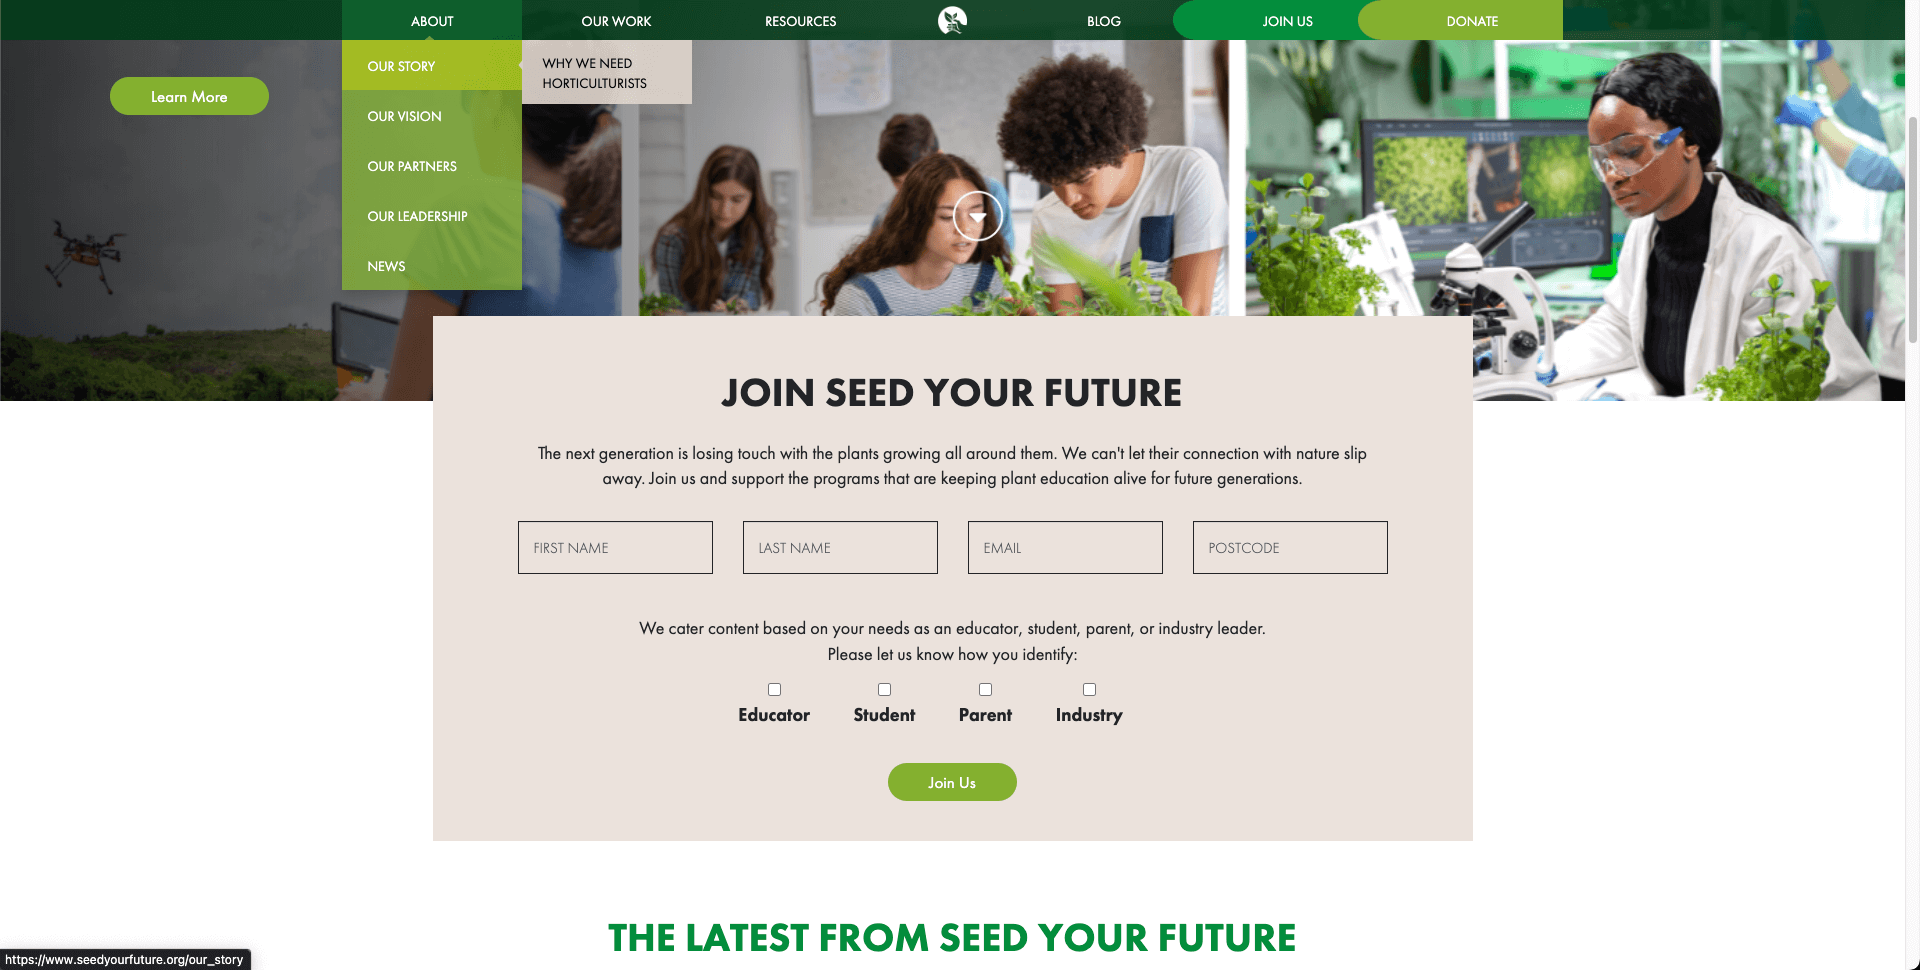 ABOUT
OUR WORK
RESOURCES
BLOG
JOIN US
DONATE
OUR STORY
WHY WE NEED
HORTICULTURISTS
Learn More
OUR VISION
OUR PARTNERS
OUR LEADERSHIP
NEWS
JOIN SEED YOUR FUTURE
The next generation is losing touch with the plants growing all around them. We can't let their connection with nature slip
away. Join us and support the programs that are keeping plant education alive for future generations.
FIRST NAME
LAST NAME
EMAIL
POSTCODE
We cater content based on your needs as an educator, student, parent, or industry leader.
Please let us know how you identify:
Educator
Student
Parent
Industry
Join Us
THE LATEST FROM SEED YOUR FUTURE
https://www.seedyourfuture.org/our_story